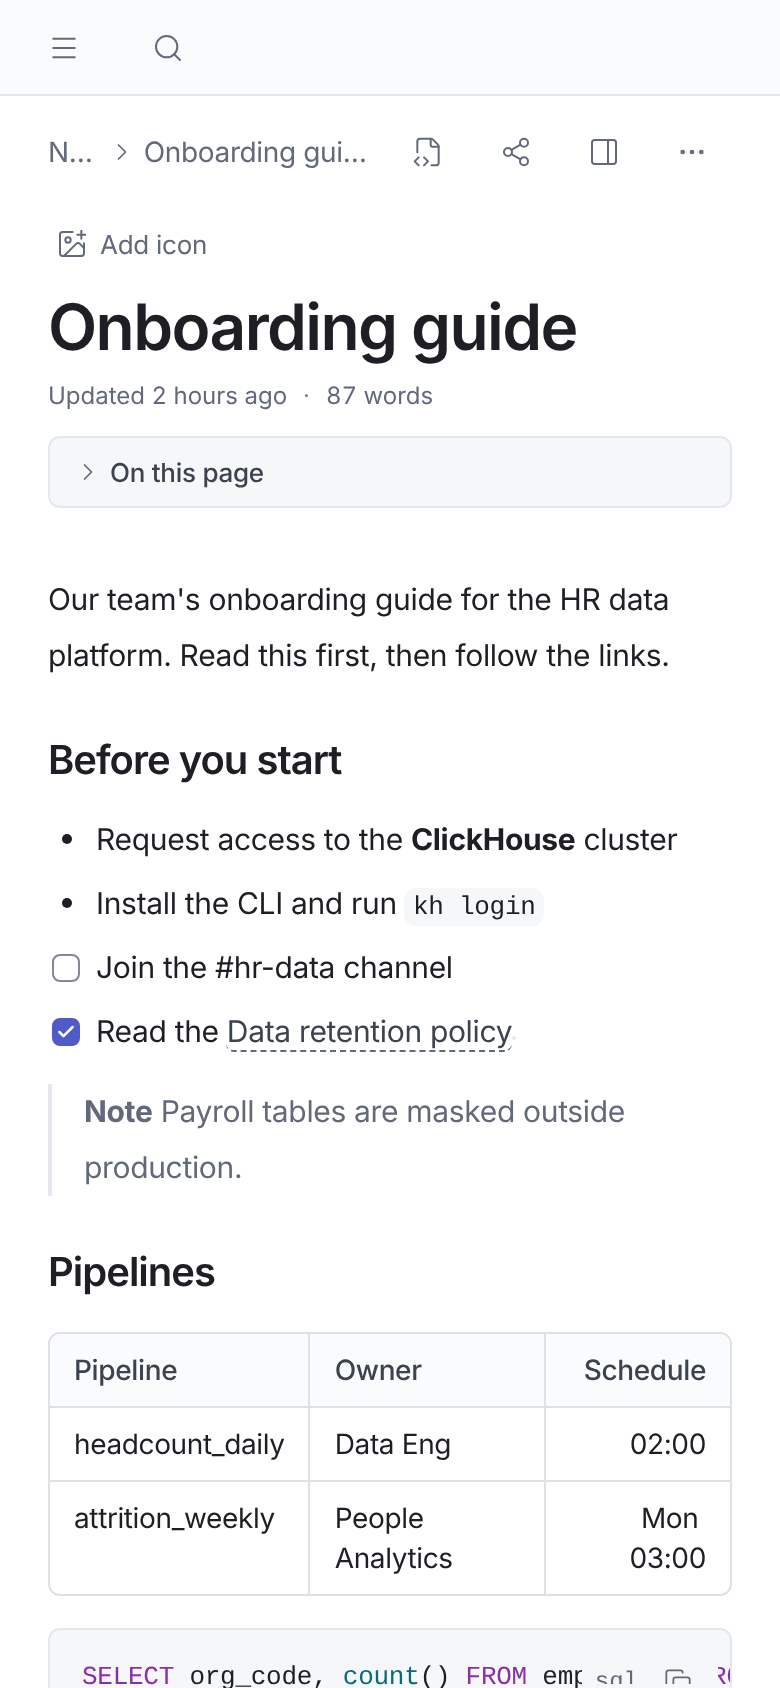 N... Onboarding gui...
Add icon
Onboarding guide
Updated 2 hours ago · 87 words
On this page
Our team's onboarding guide for the HR data
platform. Read this first, then follow the links.
Before you start
• Request access to the ClickHouse cluster
• Install the CLI and run kh login
Join the #hr-data channel
Read the Data retention policy
Note Payroll tables are masked outside
production.
Pipelines
Pipeline Owner Schedule
headcount_daily Data Eng 02:00
attrition_weekly People Mon
Analytics 03:00
SELECT org_code, count() FROM emp sql